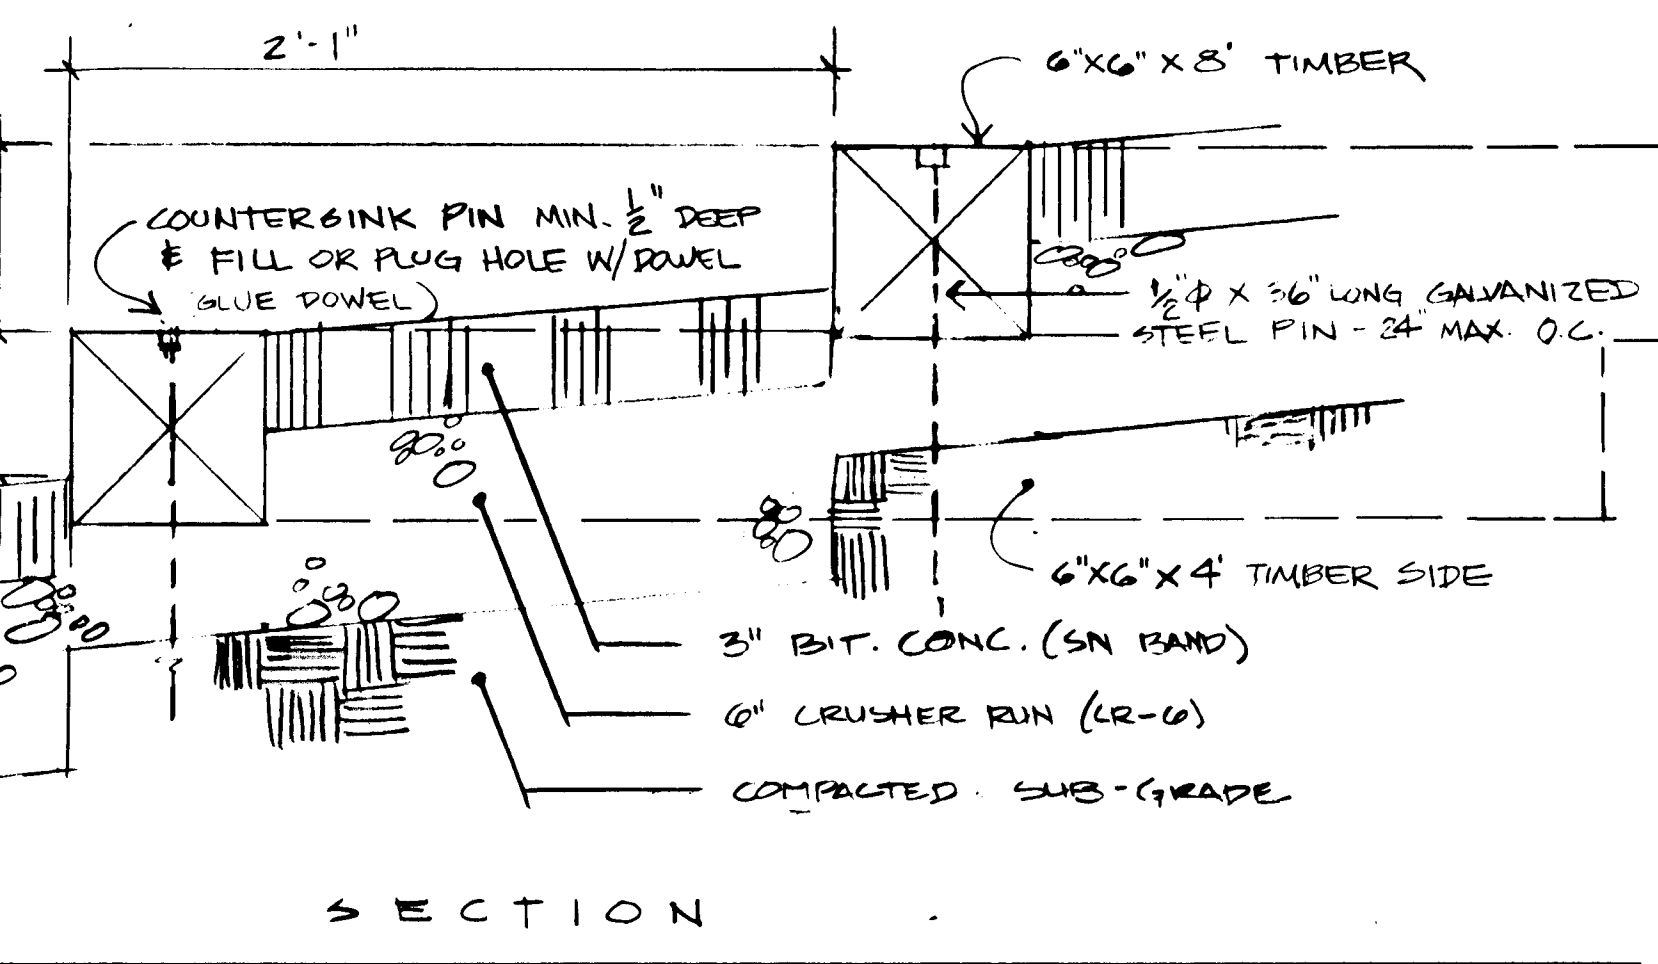 2'-1"
6"X6" X 8' TIMBER
COUNTERSINK PIN MIN. ½" DEEP
& FILL OR PLUG HOLE W/DOWEL
GLUE DOWEL)
½"Φ X 36" LONG GALVANIZED
STEEL PIN - 24" MAX. O.C.
6"X6" X 4' TIMBER SIDE
3" BIT. CONC. (SN BAND)
6" CRUSHER RUN (CR-6)
COMPACTED SUB-GRADE
SECTION